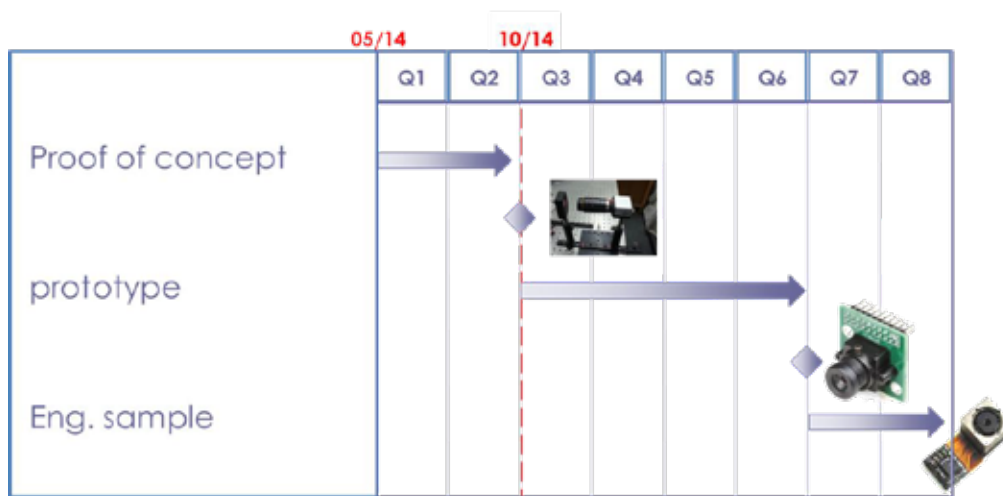 05/14 10/14
Q1 Q2 Q3 Q4 Q5 Q6 Q7 Q8
Proof of concept
prototype
Eng. sample